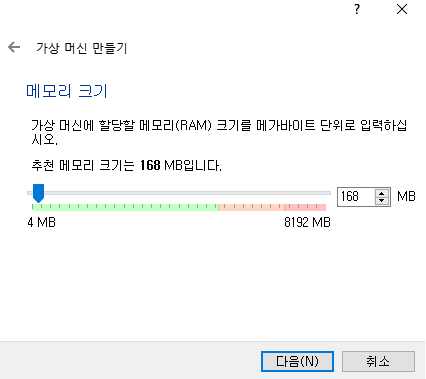 ?
가상 머신 만들기
메모리 크기
가상 머신에 할당할 메모리(RAM) 크기를 메가바이트 단위로 입력하십
시오.
추천 메모리 크기는 168 MB입니다.
168 MB
4 MB 8192 MB
다음(N) 취소